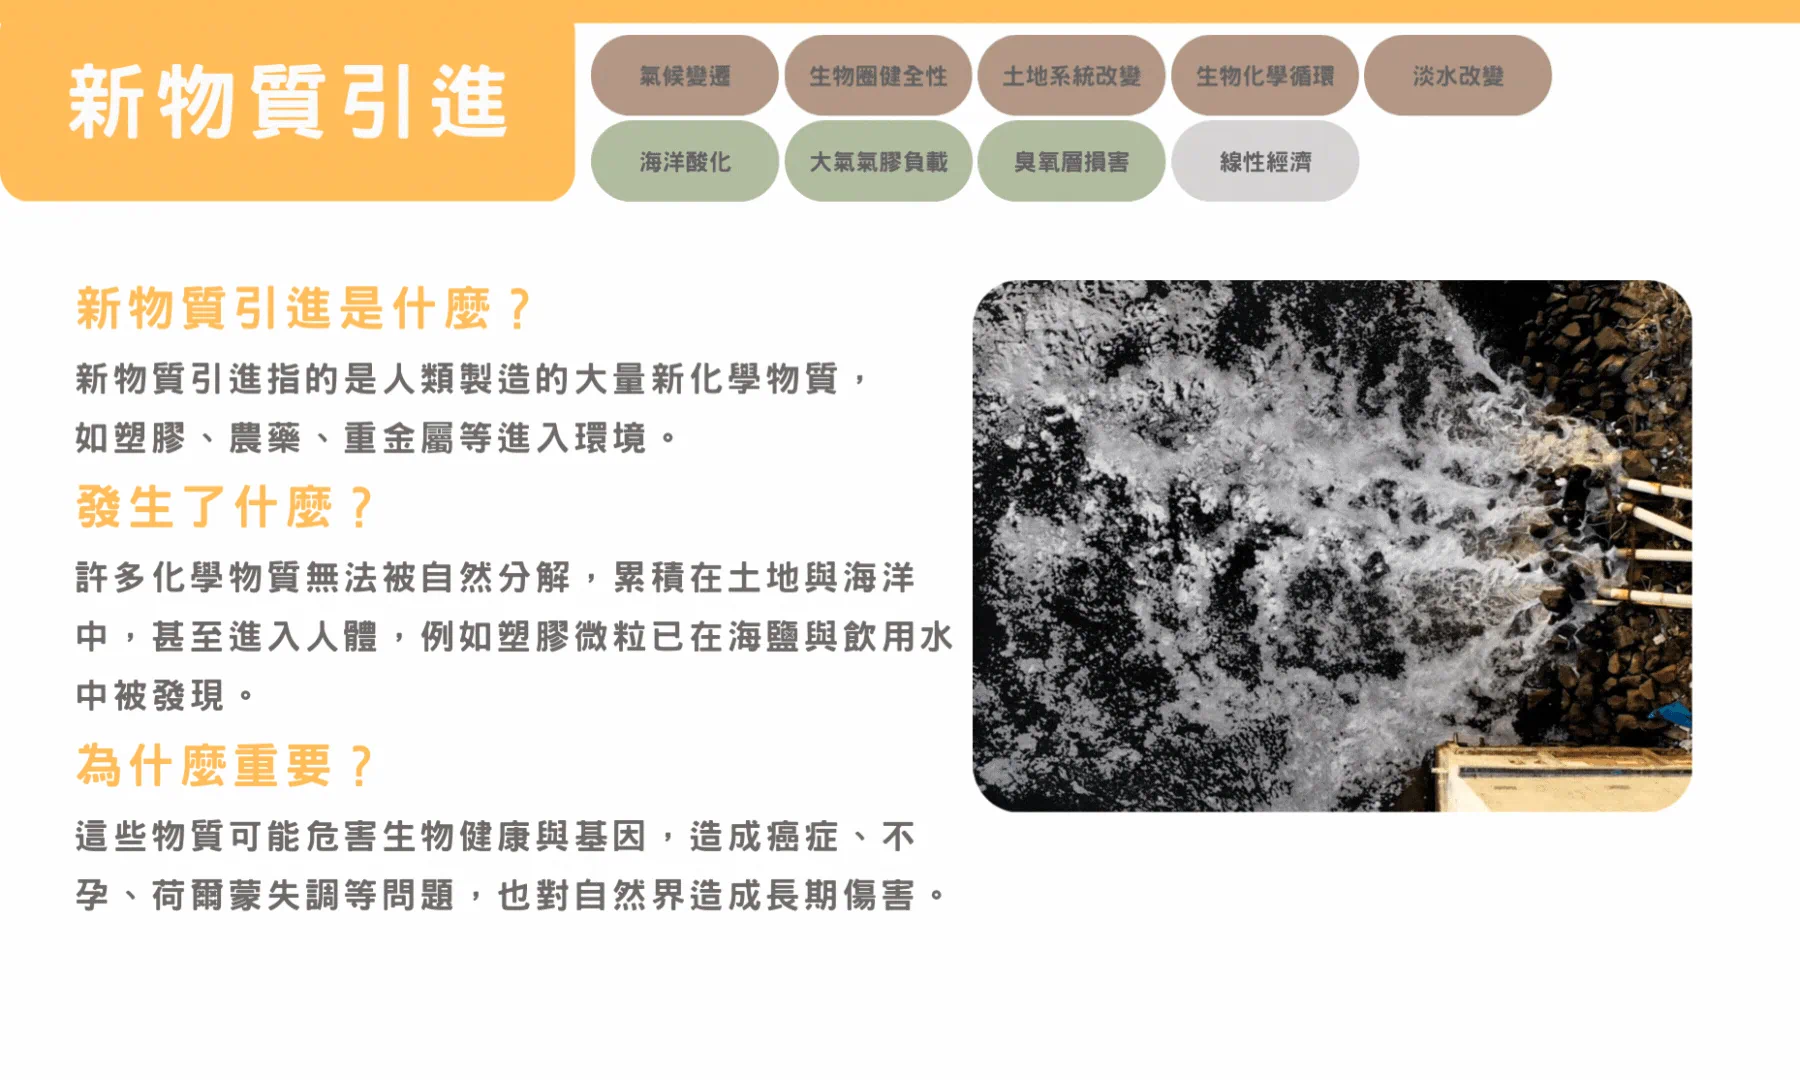 新物質引進
氣候變遷
生物圈健全性
土地系統改變
生物化學循環
淡水改變
海洋酸化
大氣氣膠負載
臭氧層損害
線性經濟
新物質引進是什麼？
新物質引進指的是人類製造的大量新化學物質，
如塑膠、農藥、重金屬等進入環境。
發生了什麼？
許多化學物質無法被自然分解，累積在土地與海洋
中，甚至進入人體，例如塑膠微粒已在海鹽與飲用水
中被發現。
為什麼重要？
這些物質可能危害生物健康與基因，造成癌症、不
孕、荷爾蒙失調等問題，也對自然界造成長期傷害。